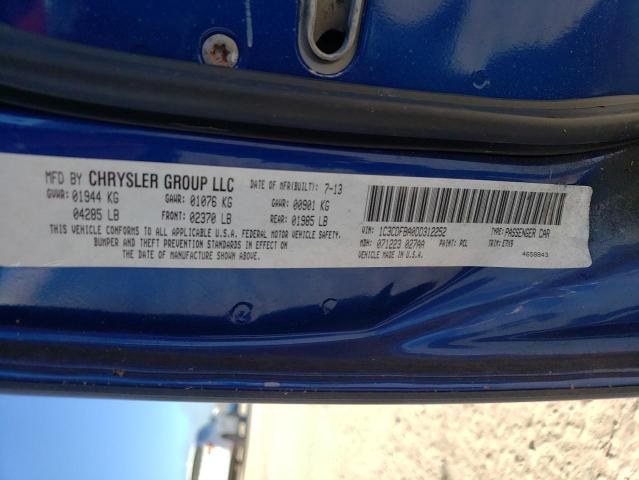 MFD BY CHRYSLER GROUP LLC DATE OF MFR(BUILT): 7-13
GVWR: 01944 KG GAWR: 01076 KG GAWR: 00901 KG
04285 LB FRONT: 02370 LB REAR: 01985 LB
THIS VEHICLE CONFORMS TO ALL APPLICABLE U.S.A. FEDERAL MOTOR VEHICLE SAFETY,
BUMPER AND THEFT PREVENTION STANDARDS IN EFFECT ON
THE DATE OF MANUFACTURE SHOWN ABOVE.
VIN: 1C3CDFBA0DD312252 TYPE: PASSENGER CAR
MDH: 071223 027AA PAINT: PCL TRIM: E7X9
VEHICLE MADE IN U.S.A. 4658843